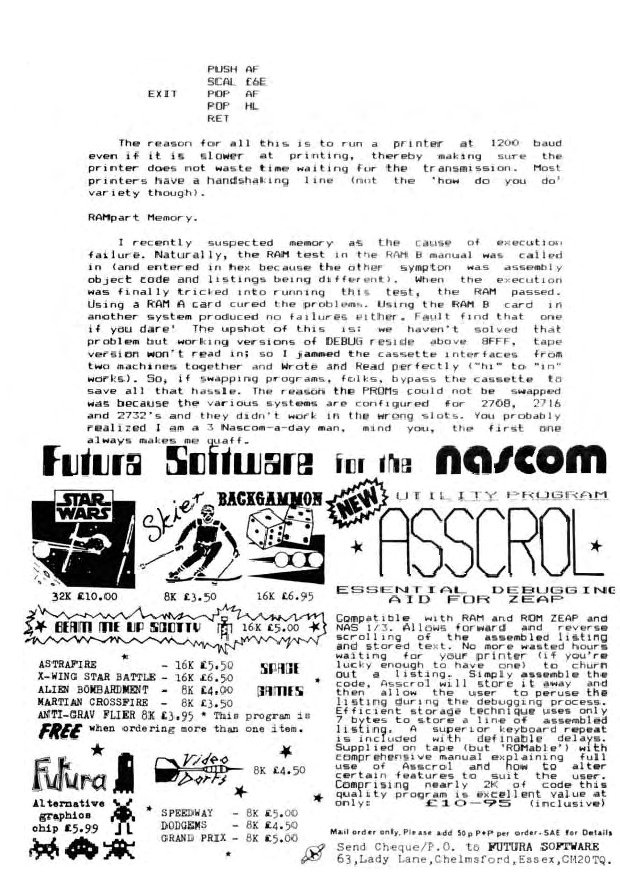 PUSH AF
SCAL £6E
EXIT POP AF
POP HL
RET
The reason for all this is to run a printer at 1200 baud
even if it is slower at printing, thereby making sure the
printer does not waste time waiting for the transmission. Most
printers have a handshaking line (not the 'how do you do'
variety though).
RAMpart Memory.
I recently suspected memory as the cause of execution
failure. Naturally, the RAM test in the RAM B manual was called
in (and entered in hex because the other sympton was assembly
object code and listings being different). When the execution
was finally tricked into running this test, the RAM passed.
Using a RAM A card cured the problems. Using the RAM B card in
another system produced no failures either. Fault find that one
if you dare' The upshot of this is: we haven't solved that
problem but working versions of DEBUG reside above 8FFF, tape
version won't read in; so I jammed the cassette interfaces from
two machines together and Wrote and Read perfectly ("hi" to "in"
works). So, if swapping programs, folks, bypass the cassette to
save all that hassle. The reason the PROMs could not be swapped
was because the various systems are configured for 2708, 2716
and 2732's and they didn't work in the wrong slots. You probably
realized I am a 3 Nascom-a-day man, mind you, the first one
always makes me quaff.
Futura Software for the nascom
STAR
WARS
32K £10.00
Skier
8K £3.50
BACKGAMMON
16K £6.95
BEAM ME UP SCOTTY 16K £5.00
ASTRAFIRE - 16K £5.50
X-WING STAR BATTLE - 16K £6.50
ALIEN BOMBARDMENT - 8K £4.00
MARTIAN CROSSFIRE - 8K £3.50
SPACE
GAMES
ANTI-GRAV FLIER 8K £3.95 * This program is
FREE when ordering more than one item.
Futura
Alternative
graphics
chip £5.99
Video
Darts
8K £4.50
SPEEDWAY - 8K £5.00
DODGEMS - 8K £4.50
GRAND PRIX - 8K £5.00
NEW
UTILITY PROGRAM
ASSCROL
ESSENTIAL DEBUGGING
AID FOR ZEAP
Compatible with RAM and ROM ZEAP and
NAS 1/3. Allows forward and reverse
scrolling of the assembled listing
and stored text. No more wasted hours
waiting for your printer (if you're
lucky enough to have one) to churn
out a listing. Simply assemble the
code, Asscrol will store it away and
then allow the user to peruse the
listing during the debugging process.
Efficient storage technique uses only
7 bytes to store a line of assembled
listing. A superior keyboard repeat
is included with definable delays.
Supplied on tape (but 'ROMable') with
comprehensive manual explaining full
use of Asscrol and how to alter
certain features to suit the user.
Comprising nearly 2K of code this
quality program is excellent value at
only: £10-95 (inclusive)
Mail order only, Please add 50p P+P per order-SAE for Details
Send Cheque/P.O. to FUTURA SOFTWARE
63,Lady Lane,Chelmsford,Essex,CM20TQ.